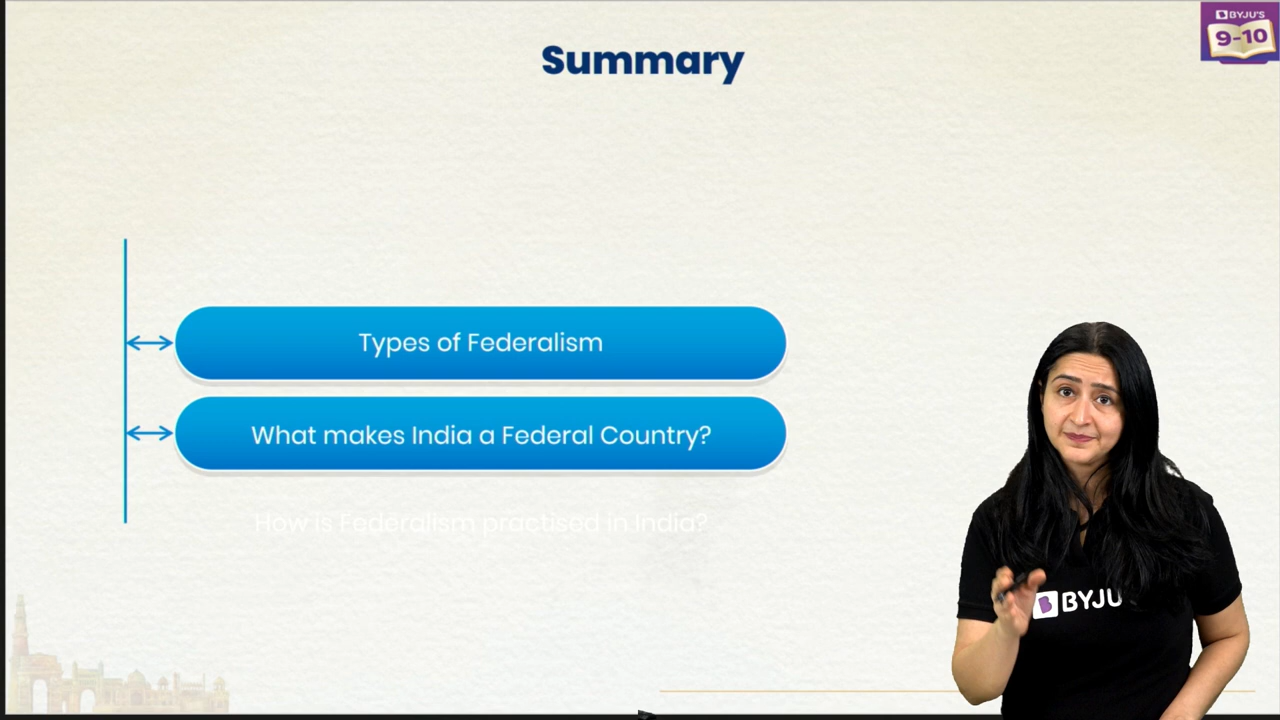 BYJU'S
9-10
Summary
Types of Federalism
What makes India a Federal Country?
How is Federalism practised in India?
BYJU